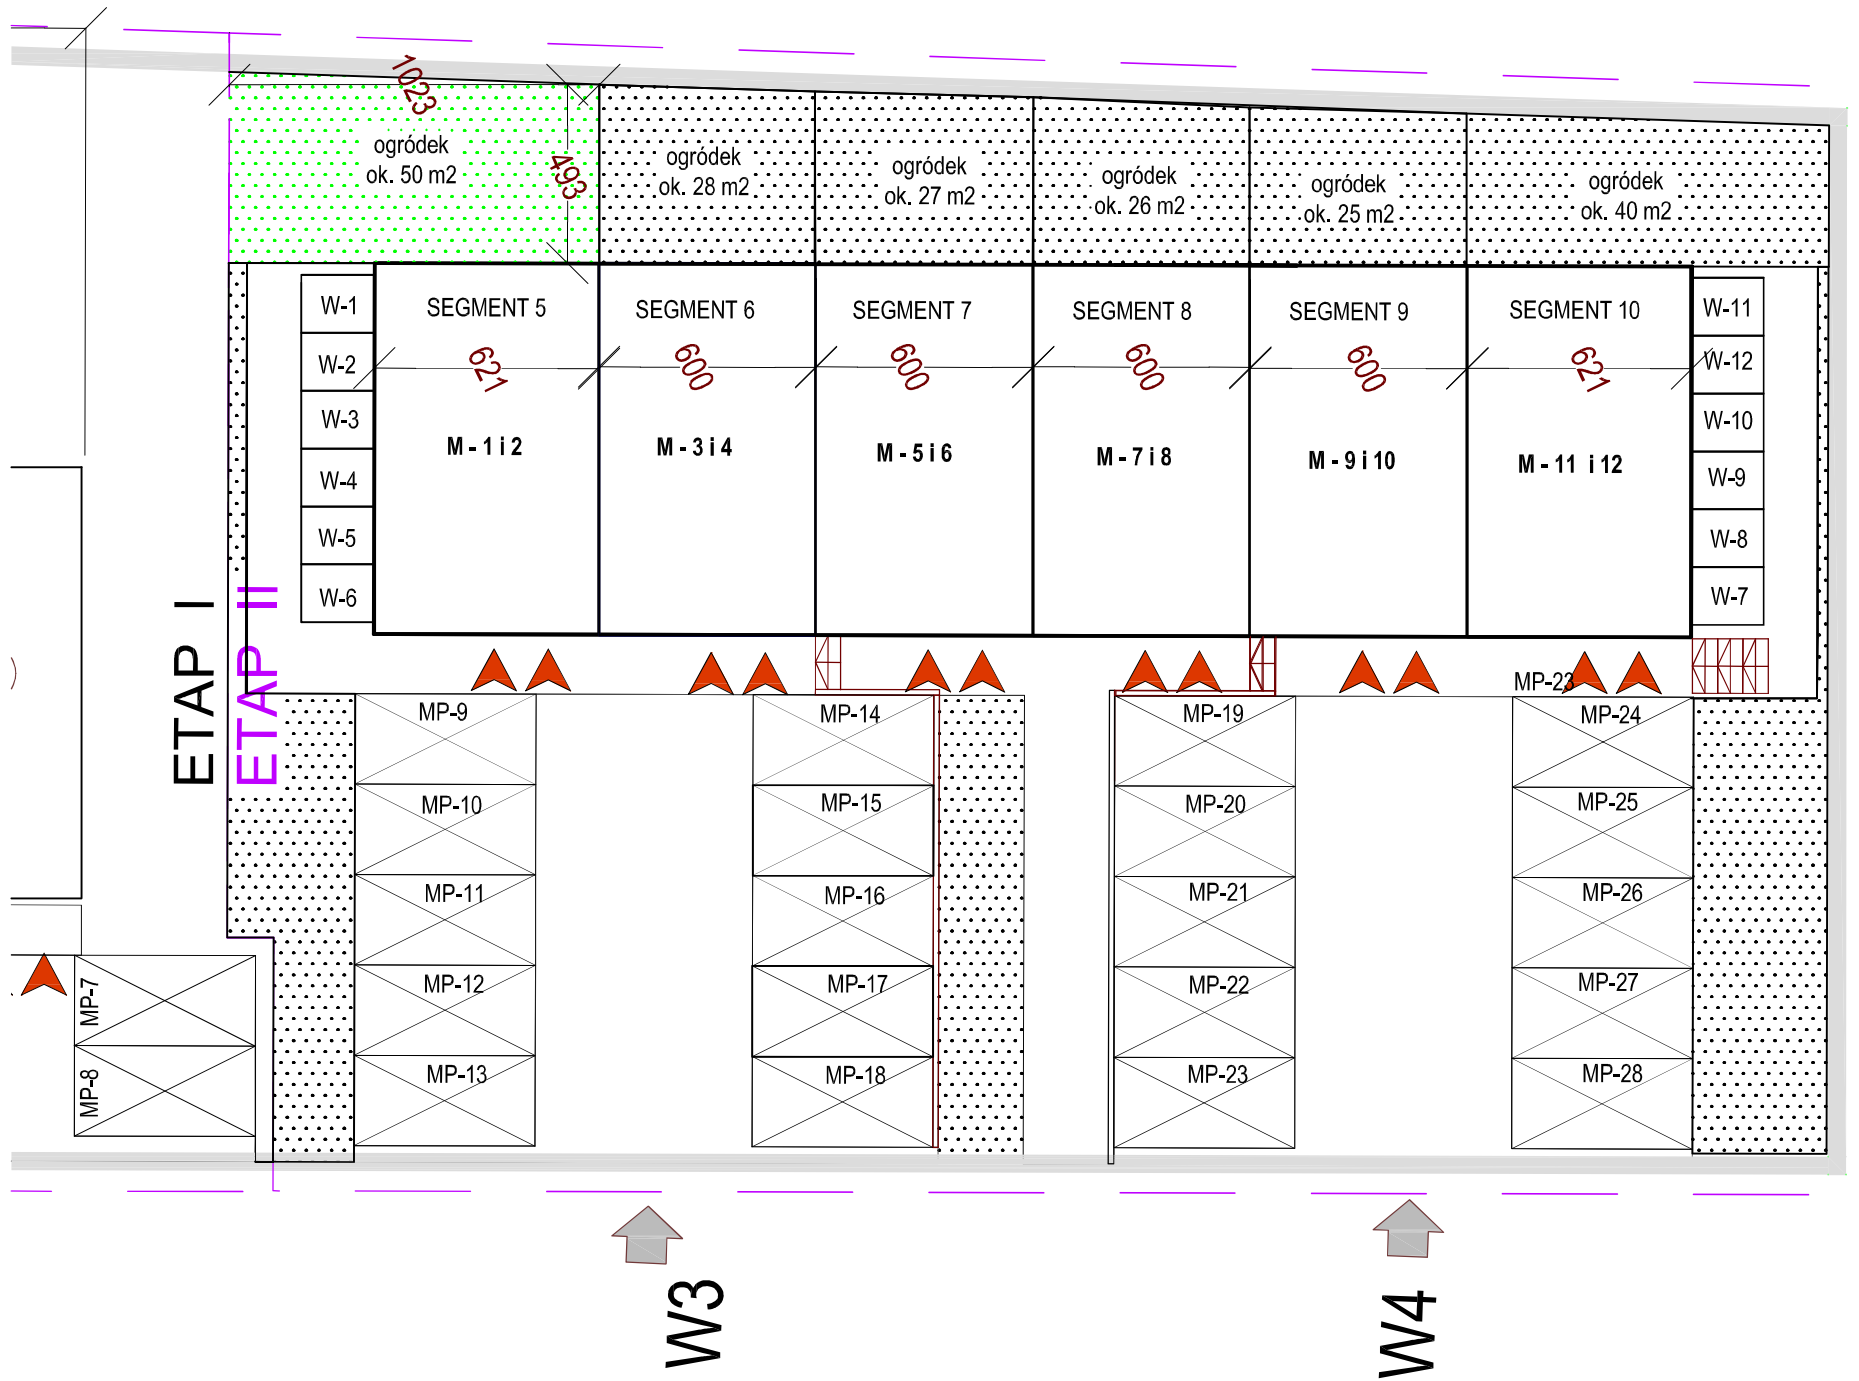 1023
ogródek
ok. 50 m2
493
ogródek
ok. 28 m2
ogródek
ok. 27 m2
ogródek
ok. 26 m2
ogródek
ok. 25 m2
ogródek
ok. 40 m2
W-1
W-2
W-3
W-4
W-5
W-6
SEGMENT 5
621
M - 1 i 2
SEGMENT 6
600
M - 3 i 4
SEGMENT 7
600
M - 5 i 6
SEGMENT 8
600
M - 7 i 8
SEGMENT 9
600
M - 9 i 10
SEGMENT 10
621
M - 11 i 12
W-11
W-12
W-10
W-9
W-8
W-7
ETAP I
ETAP II
MP-7
MP-8
MP-9
MP-10
MP-11
MP-12
MP-13
MP-14
MP-15
MP-16
MP-17
MP-18
MP-19
MP-20
MP-21
MP-22
MP-23
MP-23
MP-24
MP-25
MP-26
MP-27
MP-28
W3
W4